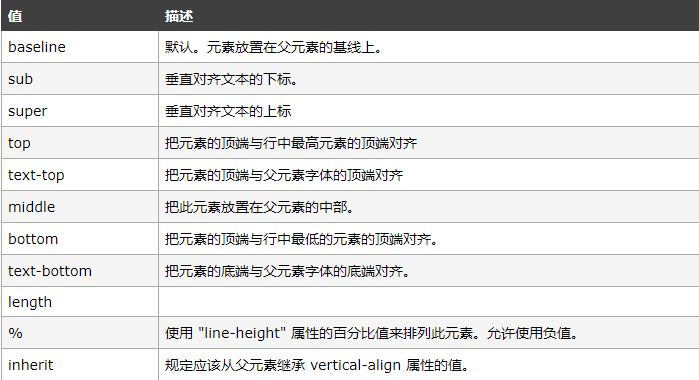 值 描述
baseline 默认。元素放置在父元素的基线上。
sub 垂直对齐文本的下标。
super 垂直对齐文本的上标
top 把元素的顶端与行中最高元素的顶端对齐
text-top 把元素的顶端与父元素字体的顶端对齐
middle 把此元素放置在父元素的中部。
bottom 把元素的顶端与行中最低的元素的顶端对齐。
text-bottom 把元素的底端与父元素字体的底端对齐。
length
% 使用 "line-height" 属性的百分比值来排列此元素。允许使用负值。
inherit 规定应该从父元素继承 vertical-align 属性的值。